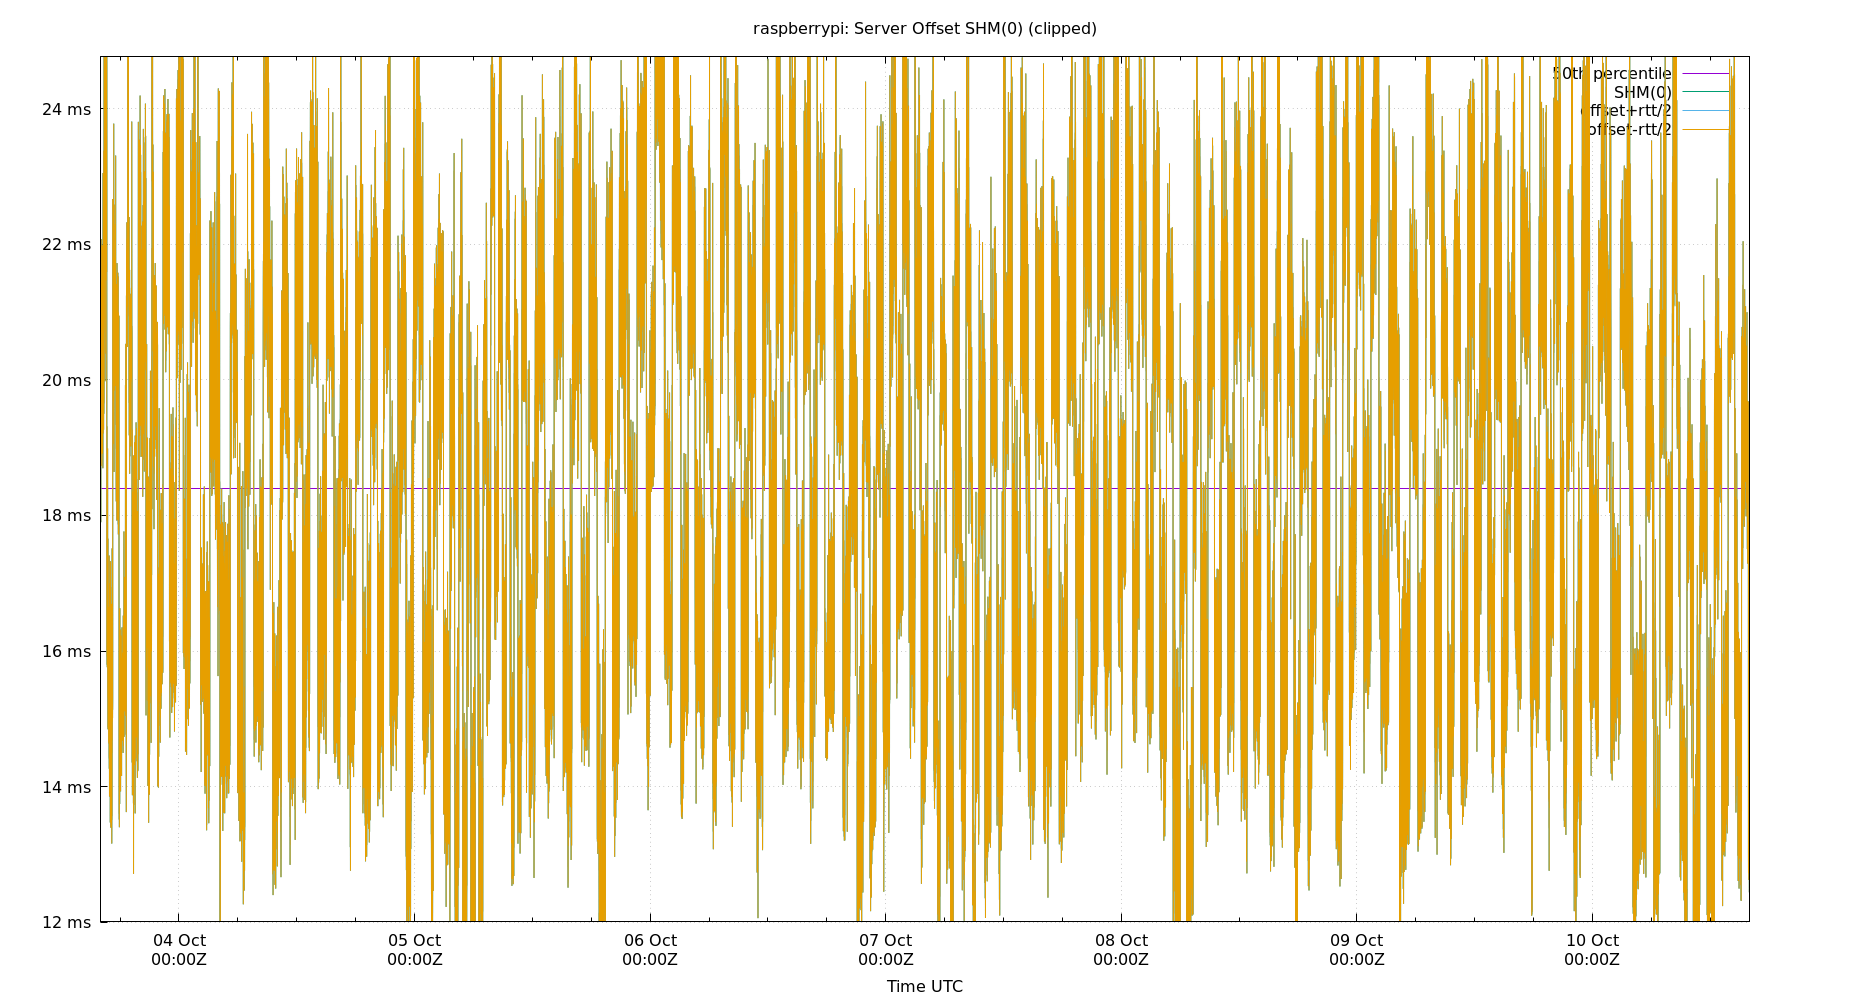 raspberrypi: Server Offset SHM(0) (clipped)
50th percentile
SHM(0)
offset+rtt/2
offset-rtt/2
24 ms
22 ms
20 ms
18 ms
16 ms
14 ms
12 ms
04 Oct 05 Oct 06 Oct 07 Oct 08 Oct 09 Oct 10 Oct
00:00Z 00:00Z 00:00Z 00:00Z 00:00Z 00:00Z 00:00Z
Time UTC